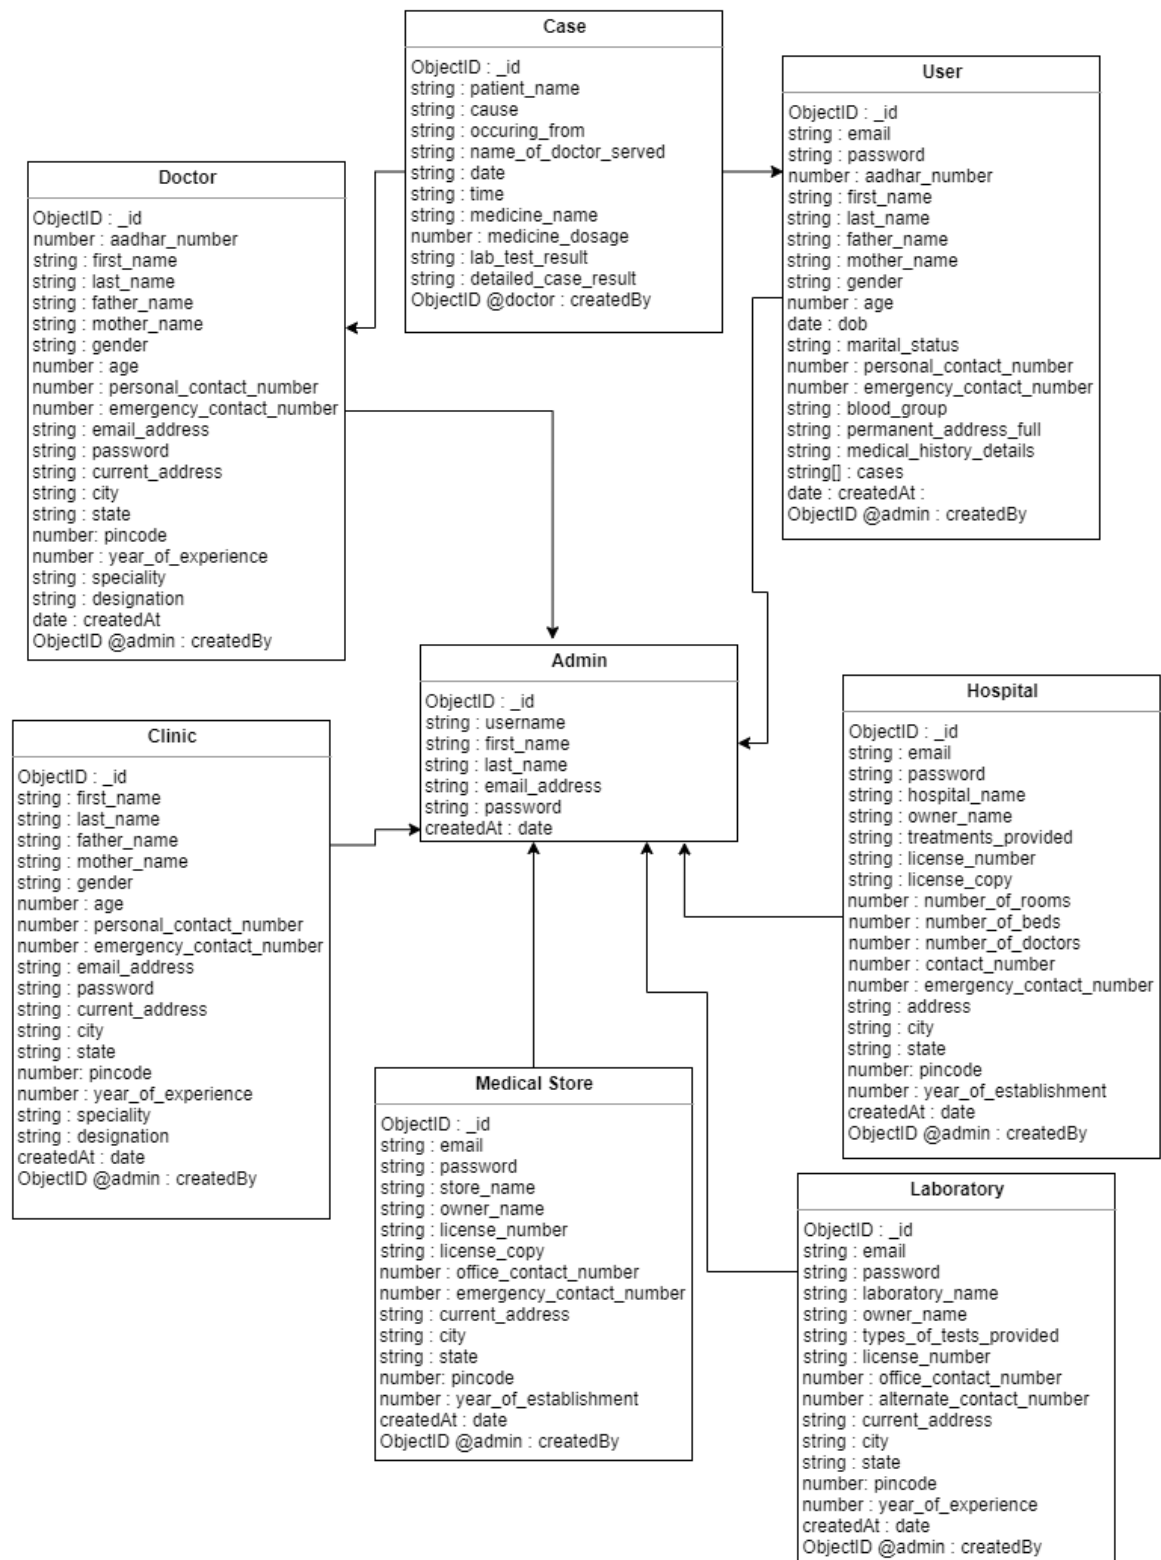 Case
ObjectID : _id
string : patient_name
string : cause
string : occuring_from
string : name_of_doctor_served
string : date
string : time
string : medicine_name
number : medicine_dosage
string : lab_test_result
string : detailed_case_result
ObjectID @doctor : createdBy
User
ObjectID : _id
string : email
string : password
number : aadhar_number
string : first_name
string : last_name
string : father_name
string : mother_name
string : gender
number : age
date : dob
string : marital_status
number : personal_contact_number
number : emergency_contact_number
string : blood_group
string : permanent_address_full
string : medical_history_details
string[] : cases
date : createdAt :
ObjectID @admin : createdBy
Doctor
ObjectID : _id
number : aadhar_number
string : first_name
string : last_name
string : father_name
string : mother_name
string : gender
number : age
number : personal_contact_number
number : emergency_contact_number
string : email_address
string : password
string : current_address
string : city
string : state
number: pincode
number : year_of_experience
string : speciality
string : designation
date : createdAt
ObjectID @admin : createdBy
Admin
ObjectID : _id
string : username
string : first_name
string : last_name
string : email_address
string : password
createdAt : date
Hospital
ObjectID : _id
string : email
string : password
string : hospital_name
string : owner_name
string : treatments_provided
string : license_number
string : license_copy
number : number_of_rooms
number : number_of_beds
number : number_of_doctors
number : contact_number
number : emergency_contact_number
string : address
string : city
string : state
number: pincode
number : year_of_establishment
createdAt : date
ObjectID @admin : createdBy
Clinic
ObjectID : _id
string : first_name
string : last_name
string : father_name
string : mother_name
string : gender
number : age
number : personal_contact_number
number : emergency_contact_number
string : email_address
string : password
string : current_address
string : city
string : state
number: pincode
number : year_of_experience
string : speciality
string : designation
createdAt : date
ObjectID @admin : createdBy
Medical Store
ObjectID : _id
string : email
string : password
string : store_name
string : owner_name
string : license_number
string : license_copy
number : office_contact_number
number : emergency_contact_number
string : current_address
string : city
string : state
number: pincode
number : year_of_establishment
createdAt : date
ObjectID @admin : createdBy
Laboratory
ObjectID : _id
string : email
string : password
string : laboratory_name
string : owner_name
string : types_of_tests_provided
string : license_number
number : office_contact_number
number : alternate_contact_number
string : current_address
string : city
string : state
number: pincode
number : year_of_experience
createdAt : date
ObjectID @admin : createdBy